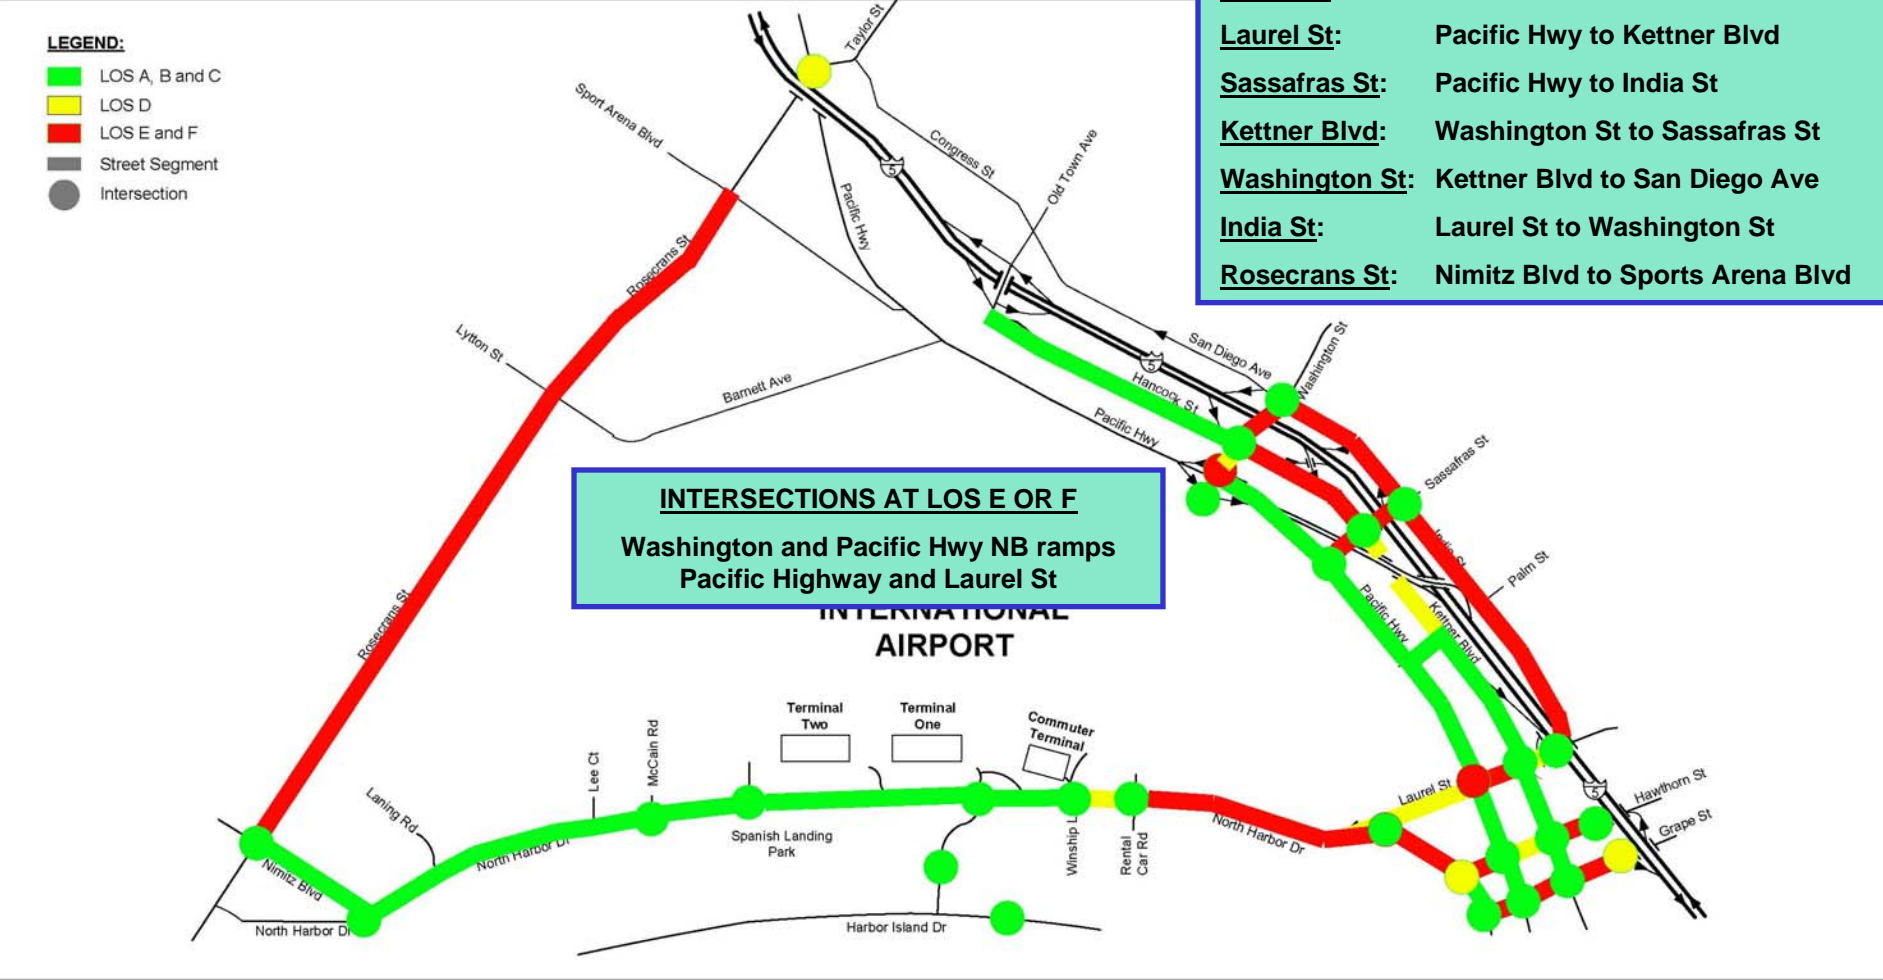 LEGEND:
LOS A, B and C
LOS D
LOS E and F
Street Segment
Intersection
Laurel St: Pacific Hwy to Kettner Blvd
Sassafras St: Pacific Hwy to India St
Kettner Blvd: Washington St to Sassafras St
Washington St: Kettner Blvd to San Diego Ave
India St: Laurel St to Washington St
Rosecrans St: Nimitz Blvd to Sports Arena Blvd
Taylor St
Sport Arena Blvd
Congress St
Old Town Ave
Pacific Hwy
5
Rosecrans St
Lytton St
Barnett Ave
San Diego Ave
Washington St
5
Hancock St
Pacific Hwy
Sassafras St
INTERSECTIONS AT LOS E OR F
Washington and Pacific Hwy NB ramps
Pacific Highway and Laurel St
INTERNATIONAL
AIRPORT
India St
Palm St
Pacific Hwy
Kettner Blvd
Rosecrans St
Terminal
Two
Terminal
One
Commuter
Terminal
Lee Ct
McCain Rd
Laning Rd
North Harbor Dr
Spanish Landing
Park
Winship L
Rental
Car Rd
North Harbor Dr
Laurel St
5
Hawthorn St
Grape St
Nimitz Blvd
North Harbor Dr
Harbor Island Dr